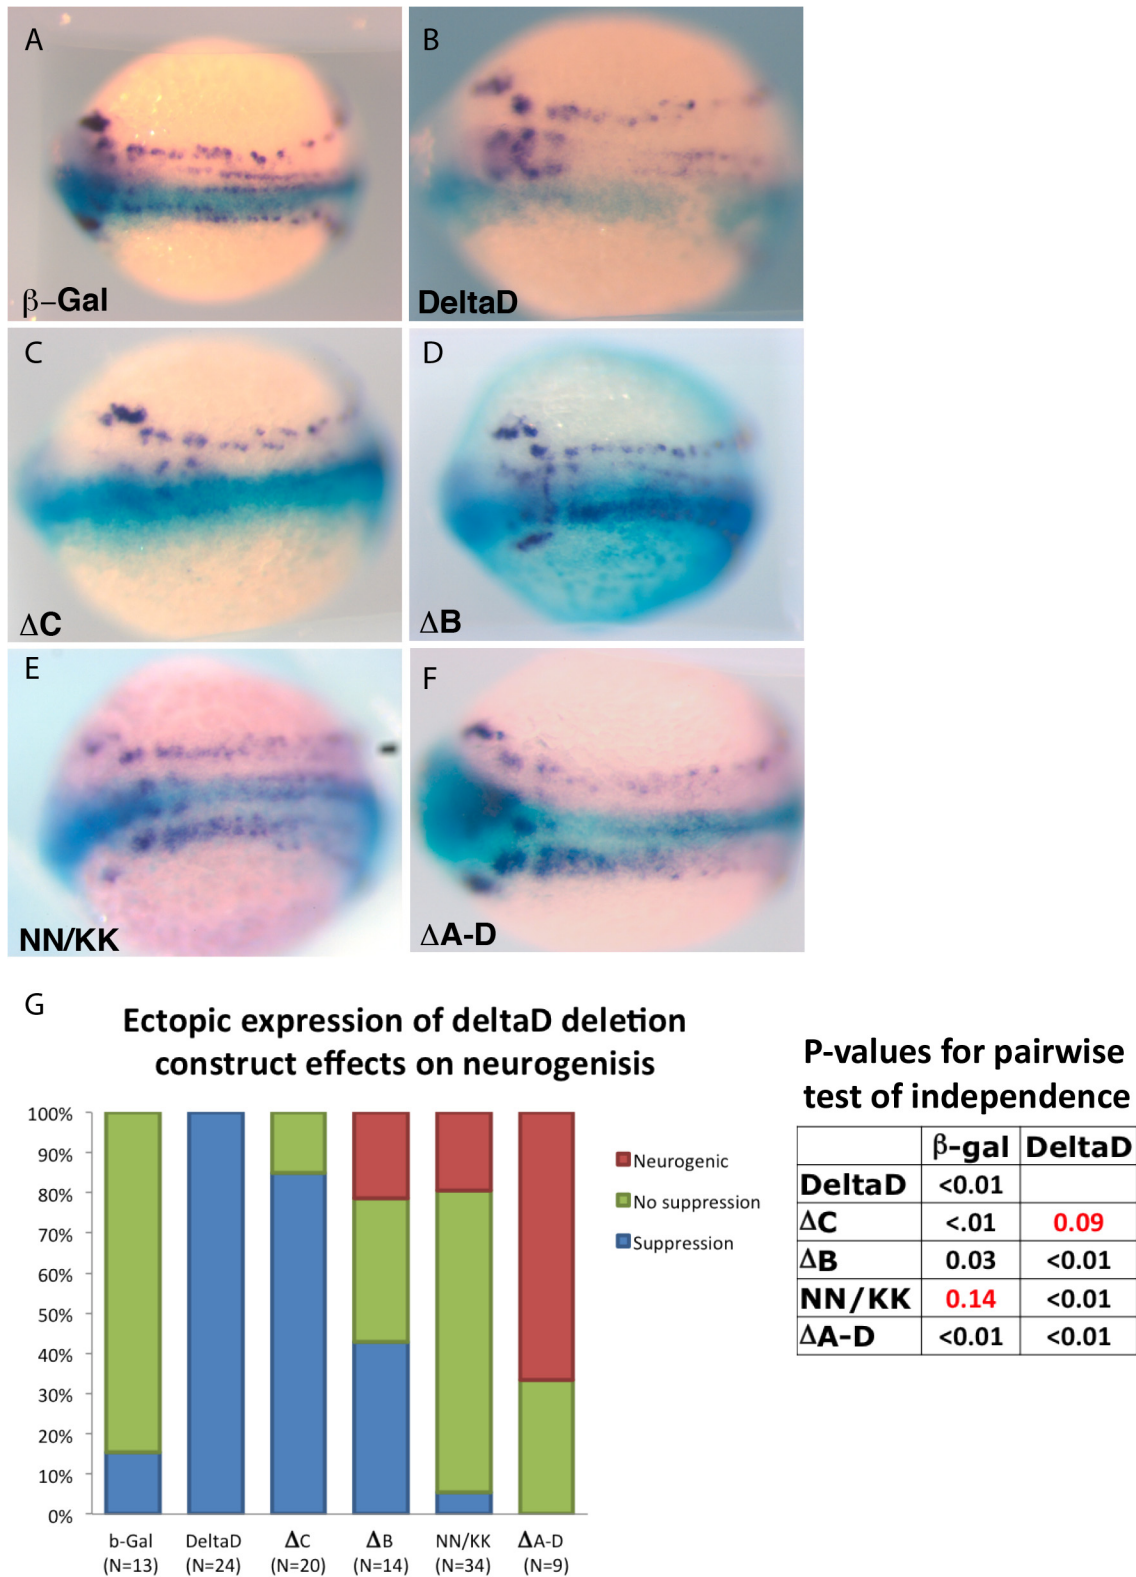 A
B
β–Gal
DeltaD
C
D
ΔC
ΔB
E
F
NN/KK
ΔA-D
G
Ectopic expression of deltaD deletion
construct effects on neurogenisis
100%
90%
80%
70%
60%
50%
40%
30%
20%
10%
0%
Neurogenic
No suppression
Suppression
b-Gal DeltaD ΔC ΔB NN/KK ΔA-D
(N=13) (N=24) (N=20) (N=14) (N=34) (N=9)
P-values for pairwise
test of independence
β-gal DeltaD
DeltaD <0.01
ΔC <.01 0.09
ΔB 0.03 <0.01
NN/KK 0.14 <0.01
ΔA-D <0.01 <0.01